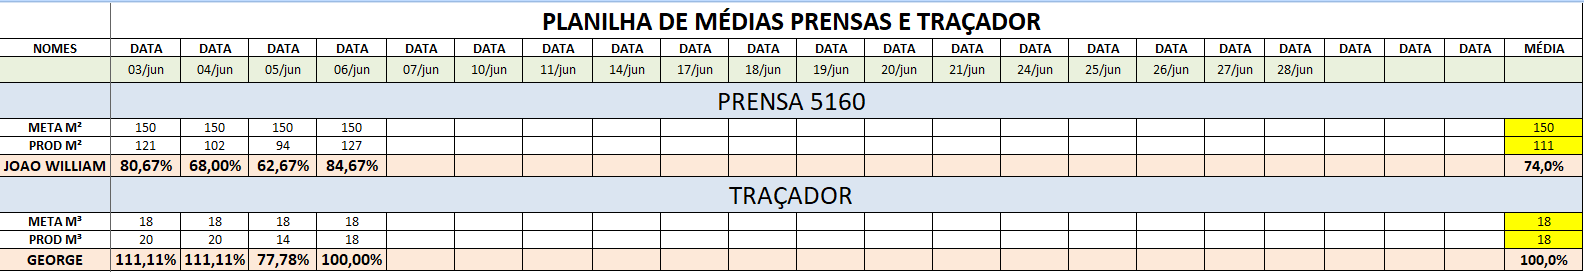 PLANILHA DE MÉDIAS PRENSAS E TRAÇADOR
NOMES DATA DATA DATA DATA DATA DATA DATA DATA DATA DATA DATA DATA DATA DATA DATA DATA DATA DATA DATA DATA DATA MÉDIA
03/jun 04/jun 05/jun 06/jun 07/jun 10/jun 11/jun 14/jun 17/jun 18/jun 19/jun 20/jun 21/jun 24/jun 25/jun 26/jun 27/jun 28/jun
PRENSA 5160
META M² 150 150 150 150 150
PROD M² 121 102 94 127 111
JOAO WILLIAM 80,67% 68,00% 62,67% 84,67% 74,0%
TRAÇADOR
META M³ 18 18 18 18 18
PROD M³ 20 20 14 18 18
GEORGE 111,11% 111,11% 77,78% 100,00% 100,0%